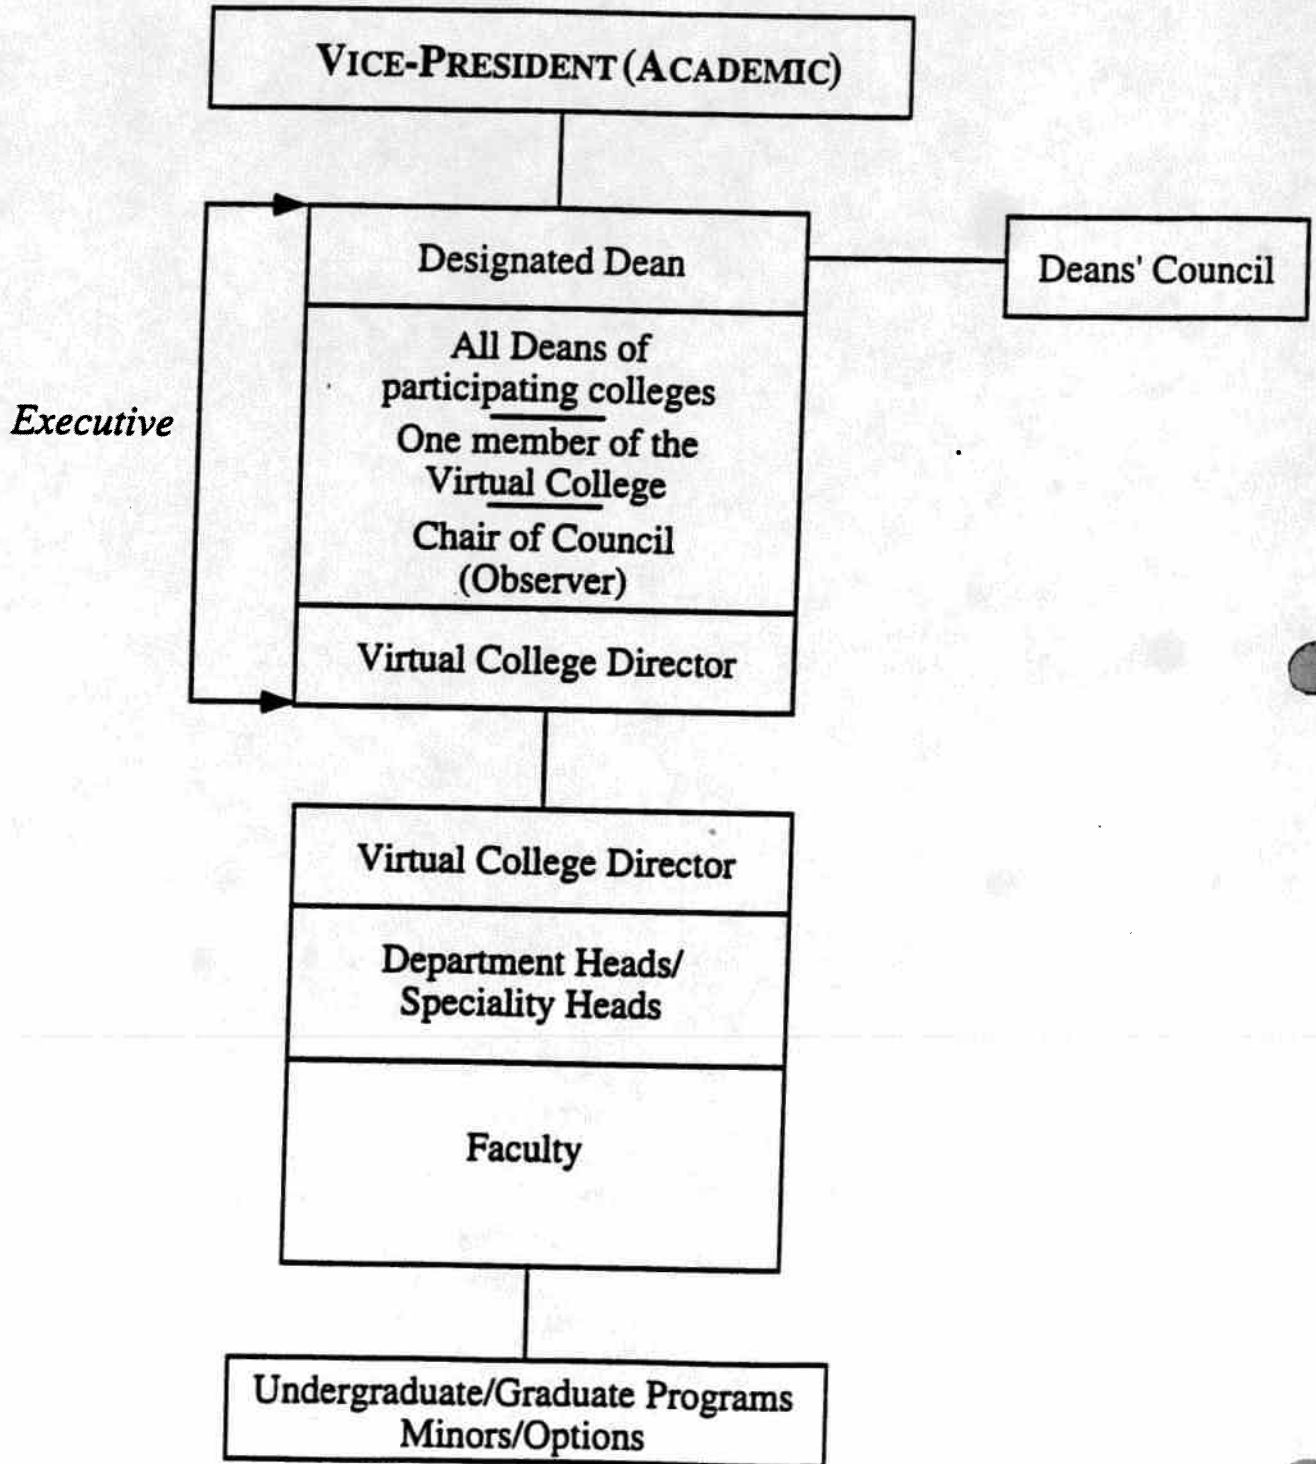 VICE-PRESIDENT (ACADEMIC)
Designated Dean
Deans' Council
All Deans of
participating colleges
One member of the
Virtual College
Chair of Council
(Observer)
Executive
Virtual College Director
Virtual College Director
Department Heads/
Speciality Heads
Faculty
Undergraduate/Graduate Programs
Minors/Options